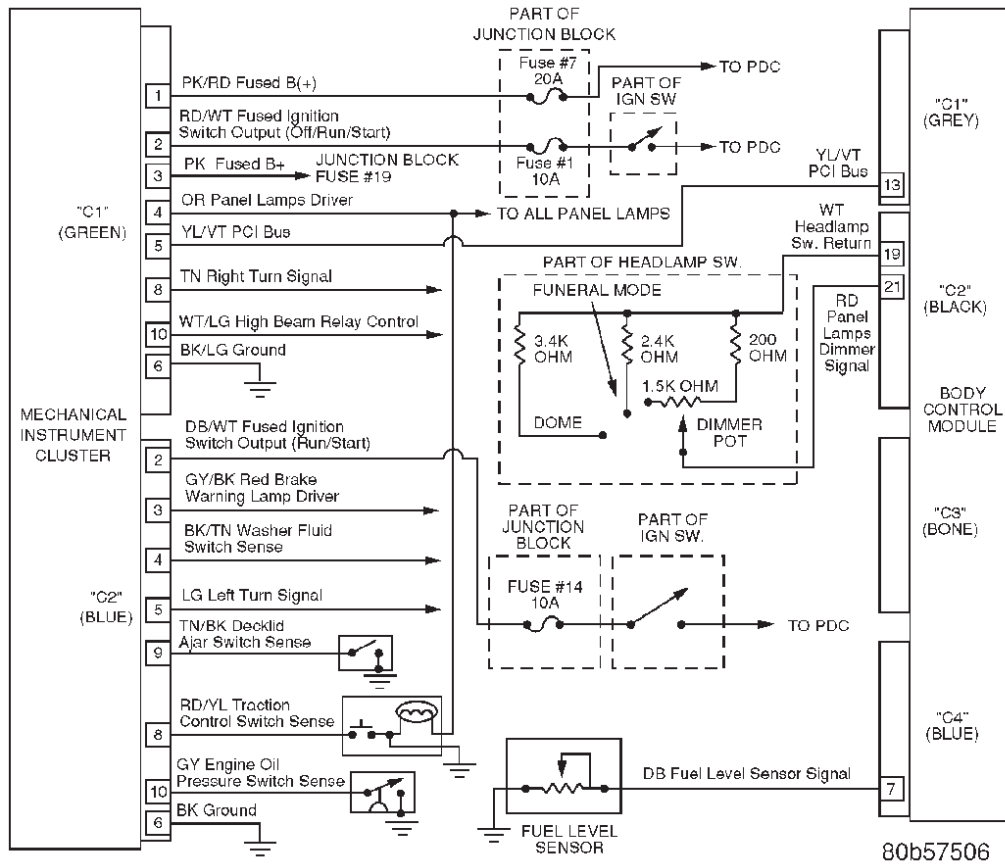 PART OF
JUNCTION BLOCK
Fuse #7
20A
TO PDC
PART OF
IGN SW
1
PK/RD Fused B(+)
RD/WT Fused Ignition
Switch Output (Off/Run/Start)
2
Fuse #1
10A
TO PDC
3
PK Fused B+
JUNCTION BLOCK
FUSE #19
"C1"
(GREEN)
4
OR Panel Lamps Driver
TO ALL PANEL LAMPS
5
YL/VT PCI Bus
8
TN Right Turn Signal
10
WT/LG High Beam Relay Control
6
BK/LG Ground
MECHANICAL
INSTRUMENT
CLUSTER
DB/WT Fused Ignition
Switch Output (Run/Start)
2
GY/BK Red Brake
Warning Lamp Driver
3
BK/TN Washer Fluid
Switch Sense
4
"C2"
(BLUE)
5
LG Left Turn Signal
TN/BK Decklid
Ajar Switch Sense
9
RD/YL Traction
Control Switch Sense
8
GY Engine Oil
Pressure Switch Sense
10
BK Ground
6
YL/VT
PCI Bus
13
"C1"
(GREY)
WT
Headlamp
Sw. Return
19
21
RD
Panel
Lamps
Dimmer
Signal
"C2"
(BLACK)
PART OF HEADLAMP SW.
FUNERAL MODE
3.4K
OHM
2.4K
OHM
200
OHM
1.5K OHM
DOME
DIMMER
POT
BODY
CONTROL
MODULE
PART OF
JUNCTION
BLOCK
FUSE #14
10A
PART OF
IGN SW.
TO PDC
"C3"
(BONE)
"C4"
(BLUE)
DB Fuel Level Sensor Signal
7
FUEL LEVEL
SENSOR
80b57506